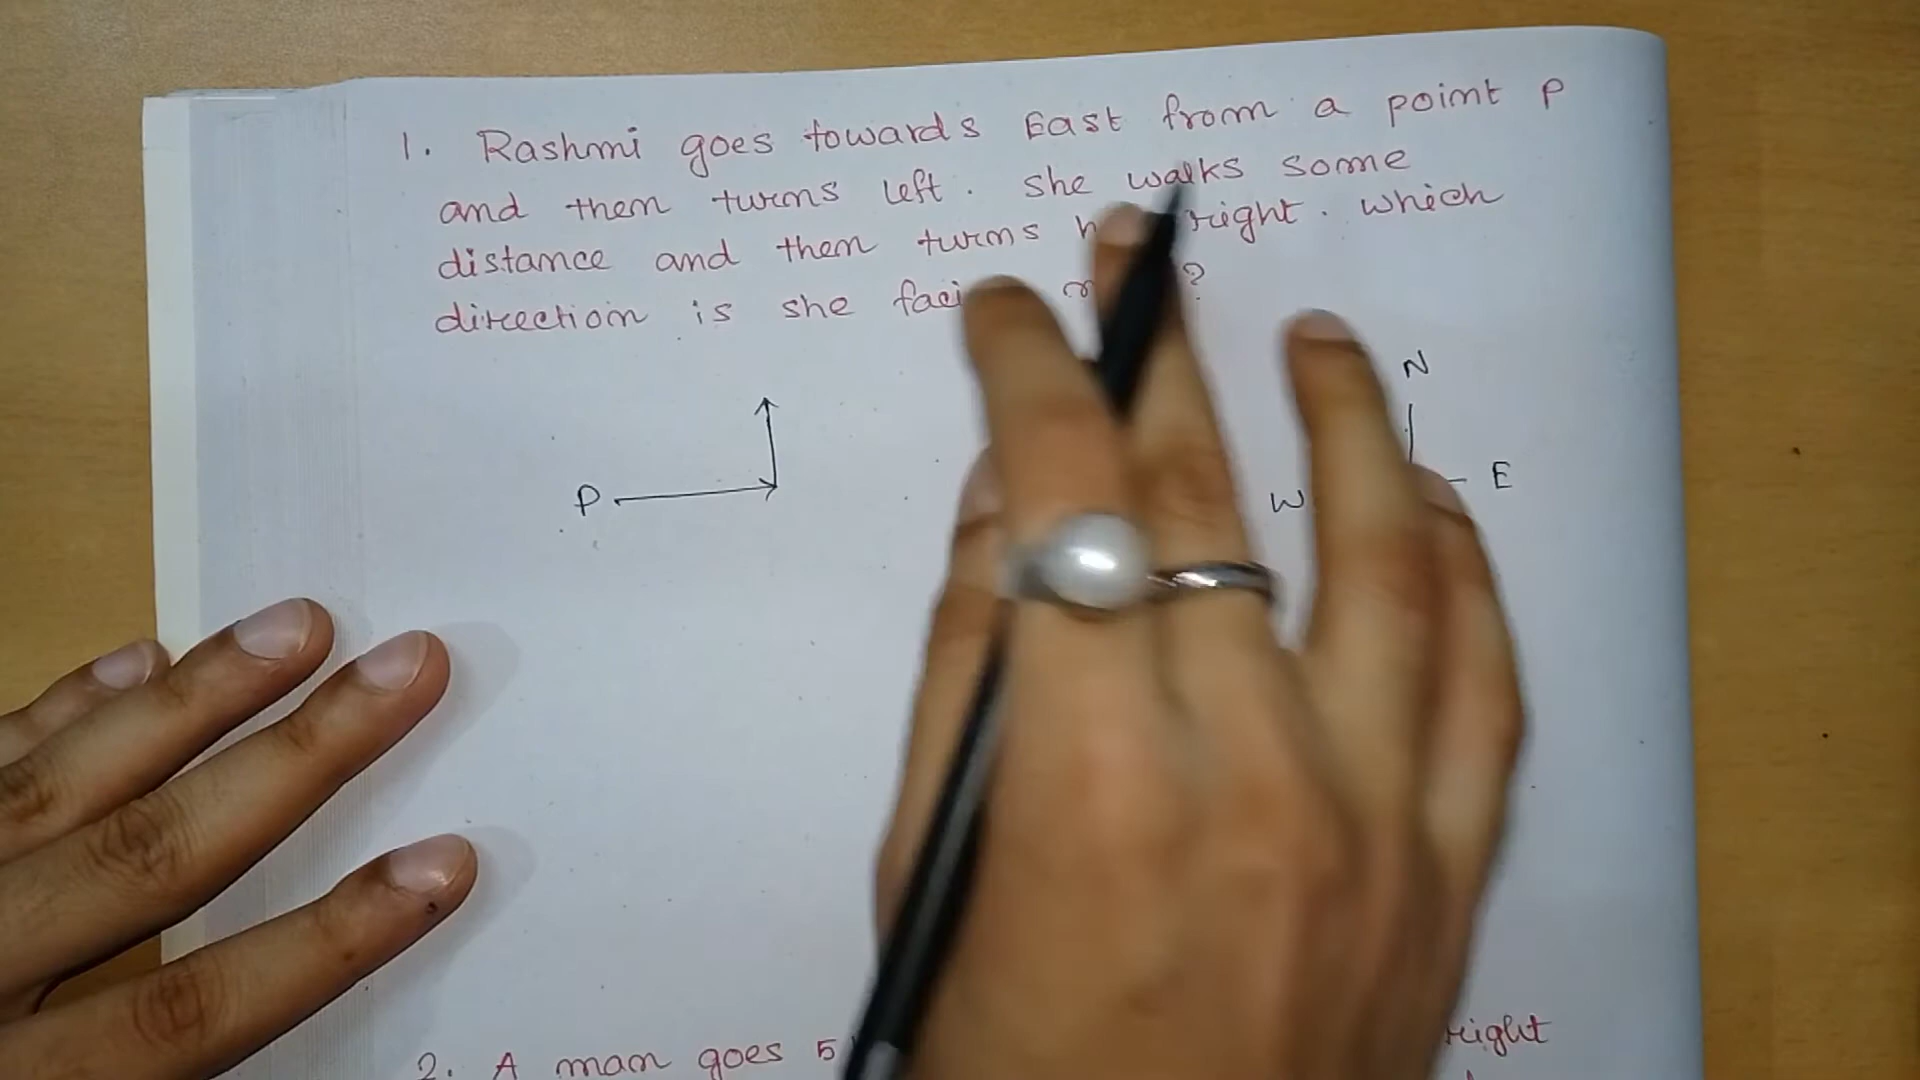 1. Rashmi goes towards East from a point P
and then turns left. She walks some
distance and then turns right. Which
direction is she ?
N
P
W
E
2. A man goes 5
right